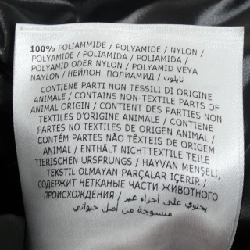 100% POLIAMMIDE / POLYAMIDE / NYLON /
POLYAMIDE / POLIAMIDA / POLIAMIDA /
POLYAMID ODER NYLON / POLYAMID VEYA
NAYLON / НЕЙЛОН ПОЛИАМИД / نايلون
CONTIENE PARTI NON TESSILI DI ORIGINE
ANIMALE / CONTAINS NON TEXTILE PARTS OF
ANIMAL ORIGIN / CONTIENT DES PARTIES NON
TEXTILES D'ORIGINE ANIMALE / CONTIENE
PARTES NO TEXTILES DE ORIGEN ANIMAL /
CONTÉM PARTES NÃO TÊXTEIS DE ORIGEM
ANIMAL / ENTHÄLT NICHTTEXTILE TEILE
TIERISCHEN URSPRUNGS / HAYVAN MENŞELİ
TEKSTİL OLMAYAN PARÇALAR İÇERİR /
СОДЕРЖИТ НЕТКАНЫЕ ЧАСТИ ЖИВОТНОГО
ПРОИСХОЖДЕНИЯ / يحتوي على أجزاء غير
منسوجة من أصل حيواني